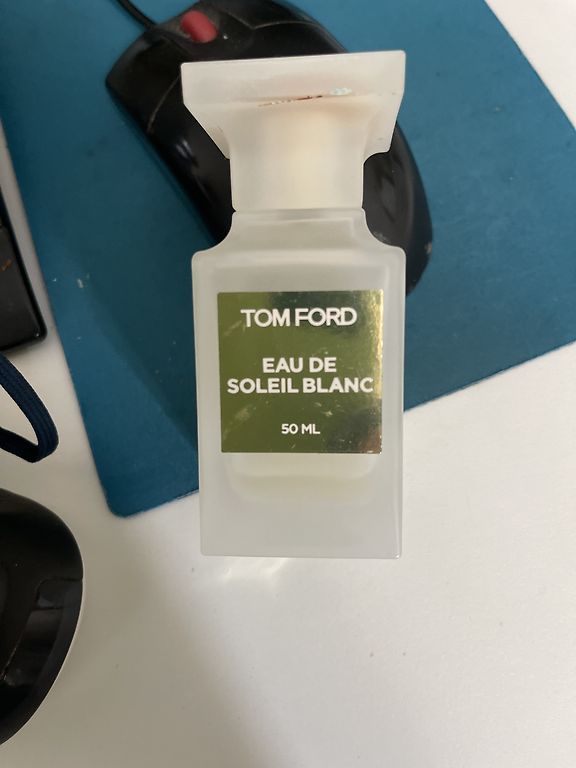 TOM FORD
EAU DE
SOLEIL BLANC
50 ML